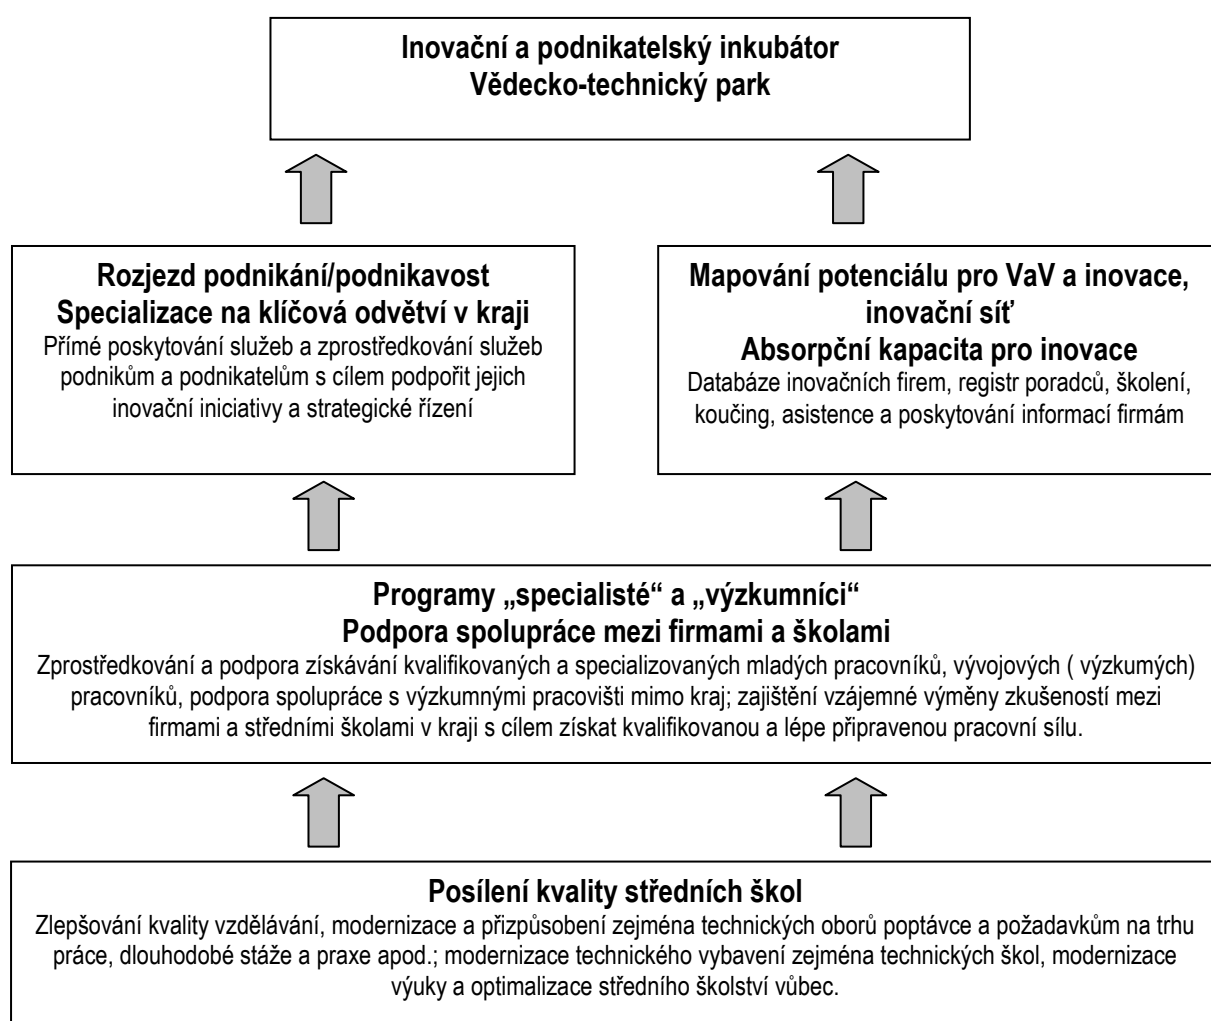 Inovační a podnikatelský inkubátor
Vědecko-technický park
Rozjezd podnikání/podnikavost
Specializace na klíčová odvětví v kraji
Přímé poskytování služeb a zprostředkování služeb
podnikům a podnikatelům s cílem podpořit jejich
inovační iniciativy a strategické řízení
Mapování potenciálu pro VaV a inovace,
inovační síť
Absorpční kapacita pro inovace
Databáze inovačních firem, registr poradců, školení,
koučing, asistence a poskytování informací firmám
Programy „specialisté“ a „výzkumníci“
Podpora spolupráce mezi firmami a školami
Zprostředkování a podpora získávání kvalifikovaných a specializovaných mladých pracovníků, vývojových ( výzkumých)
pracovníků, podpora spolupráce s výzkumnými pracovišti mimo kraj; zajištění vzájemné výměny zkušeností mezi
firmami a středními školami v kraji s cílem získat kvalifikovanou a lépe připravenou pracovní sílu.
Posílení kvality středních škol
Zlepšování kvality vzdělávání, modernizace a přizpůsobení zejména technických oborů poptávce a požadavkům na trhu
práce, dlouhodobé stáže a praxe apod.; modernizace technického vybavení zejména technických škol, modernizace
výuky a optimalizace středního školství vůbec.